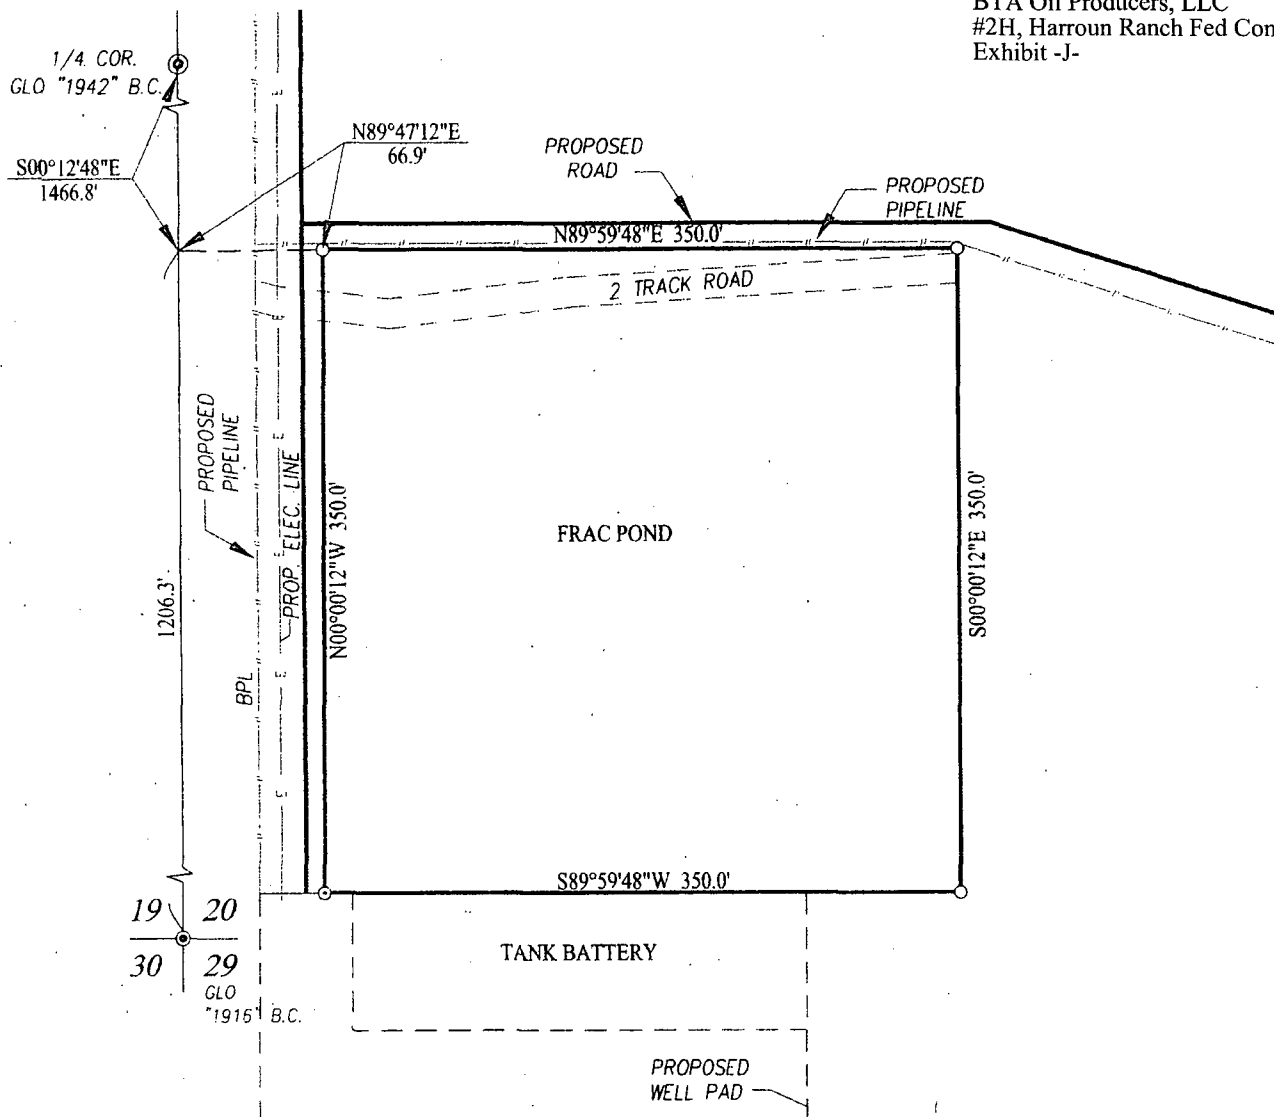 BTA Oil Producers, LLC
#2H, Harroun Ranch Fed Com
Exhibit -J-
1/4 COR.
GLO "1942" B.C.
S00°12'48"E
1466.8'
N89°47'12"E
66.9'
PROPOSED
ROAD
PROPOSED
PIPELINE
N89°59'48"E 350.0'
2 TRACK ROAD
PROPOSED
PIPELINE
PROP. ELEC. LINE
N00°00'12"W 350.0'
FRAC POND
S00°00'12"E 350.0'
1206.3'
BPL
E
E
E
E
E
E
S89°59'48"W 350.0'
19 20
30 29
GLO
"1915" B.C.
TANK BATTERY
PROPOSED
WELL PAD